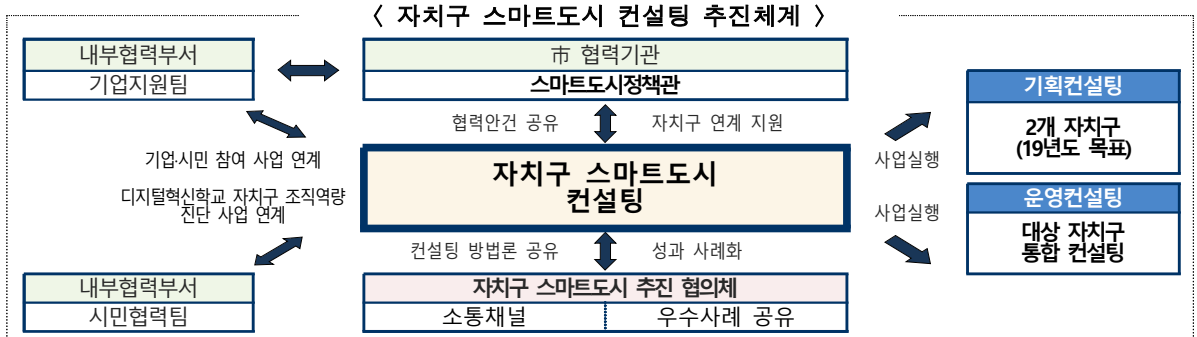 〈 자치구 스마트도시 컨설팅 추진체계 〉
내부협력부서
기업지원팀
市 협력기관
스마트도시정책관
협력안건 공유
자치구 연계 지원
기업·시민 참여 사업 연계
디지털혁신학교 자치구 조직역량
진단 사업 연계
자치구 스마트도시
컨설팅
사업실행
사업실행
기획컨설팅
2개 자치구
(19년도 목표)
운영컨설팅
대상 자치구
통합 컨설팅
컨설팅 방법론 공유
성과 사례화
내부협력부서
시민협력팀
자치구 스마트도시 추진 협의체
소통채널
우수사례 공유